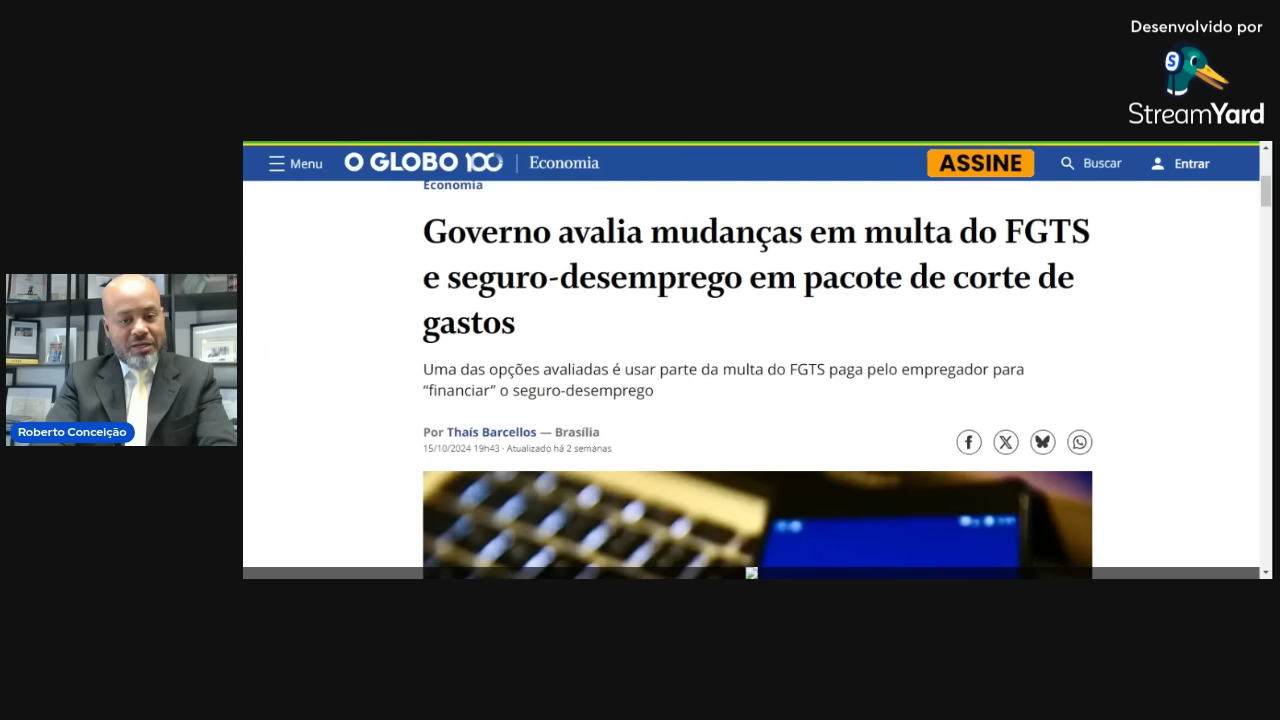 Desenvolvido por
StreamYard
Menu
O GLOBO 100
Economia
ASSINE
Buscar
Entrar
Economia
Governo avalia mudanças em multa do FGTS
e seguro-desemprego em pacote de corte de
gastos
Uma das opções avaliadas é usar parte da multa do FGTS paga pelo empregador para
“financiar” o seguro-desemprego
Por Thaís Barcellos — Brasília
15/10/2024 19h43 · Atualizado há 2 semanas
Roberto Conceição